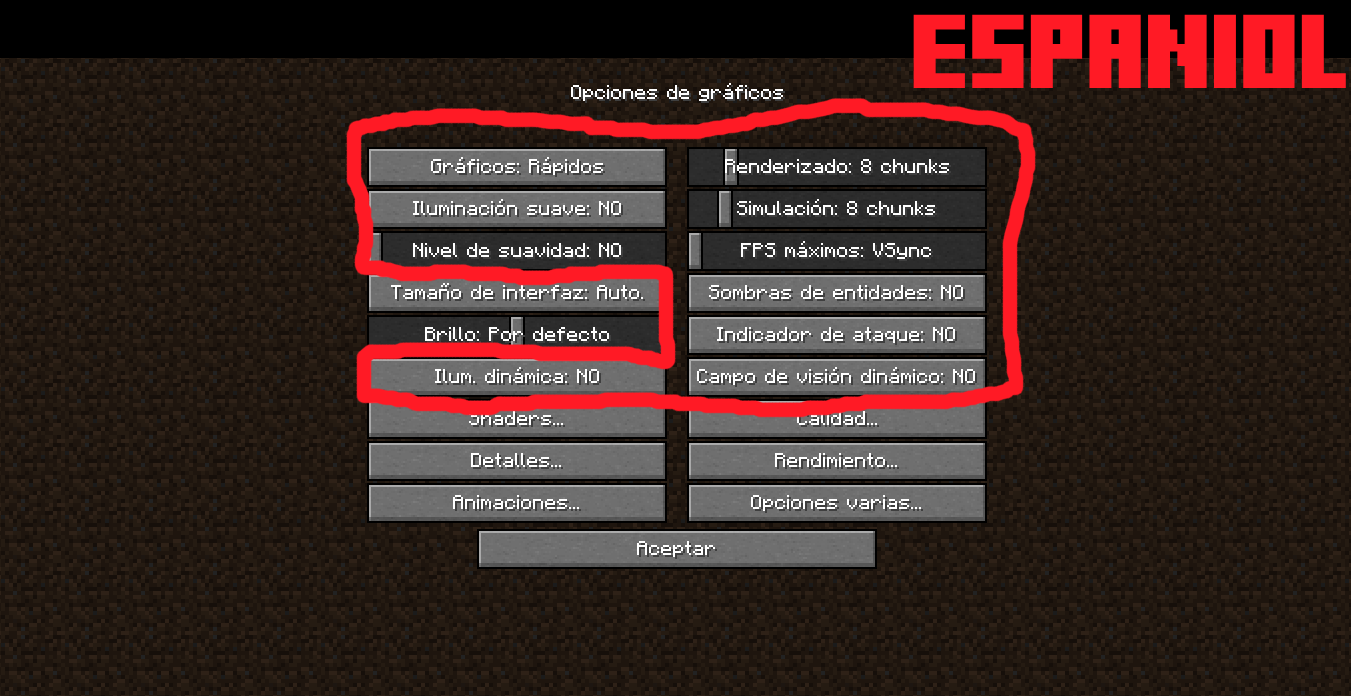 ESPANIOL
Opciones de gráficos
Gráficos: Rápidos
Renderizado: 8 chunks
Iluminación suave: NO
Simulación: 8 chunks
Nivel de suavidad: NO
FPS máximos: VSync
Tamaño de interfaz: Auto.
Sombras de entidades: NO
Brillo: Por defecto
Indicador de ataque: NO
Ilum. dinámica: NO
Campo de visión dinámico: NO
Shaders...
Calidad...
Detalles...
Rendimiento...
Animaciones...
Opciones varias...
Aceptar